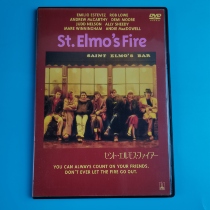 EMILIO ESTEVEZ · ROB LOWE
ANDREW McCARTHY · DEMI MOORE
JUDD NELSON · ALLY SHEEDY
MARE WINNINGHAM · ANDIE MacDOWELL
St. Elmo's Fire
SAINT ELMO'S BAR
セント・エルモス・ファイアー
YOU CAN ALWAYS COUNT ON YOUR FRIENDS.
DON'T EVER LET THE FIRE GO OUT.